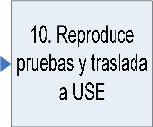 10. Reproduce
pruebas y traslada
a USE